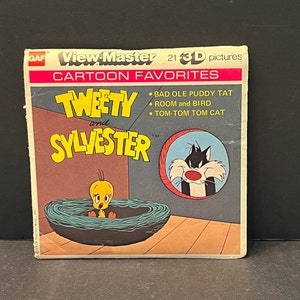 GAF View-Master 21 3D pictures
CARTOON FAVORITES
TWEETY
and
SYLVESTER
• BAD OLE PUDDY TAT
• ROOM and BIRD
• TOM-TOM TOM CAT